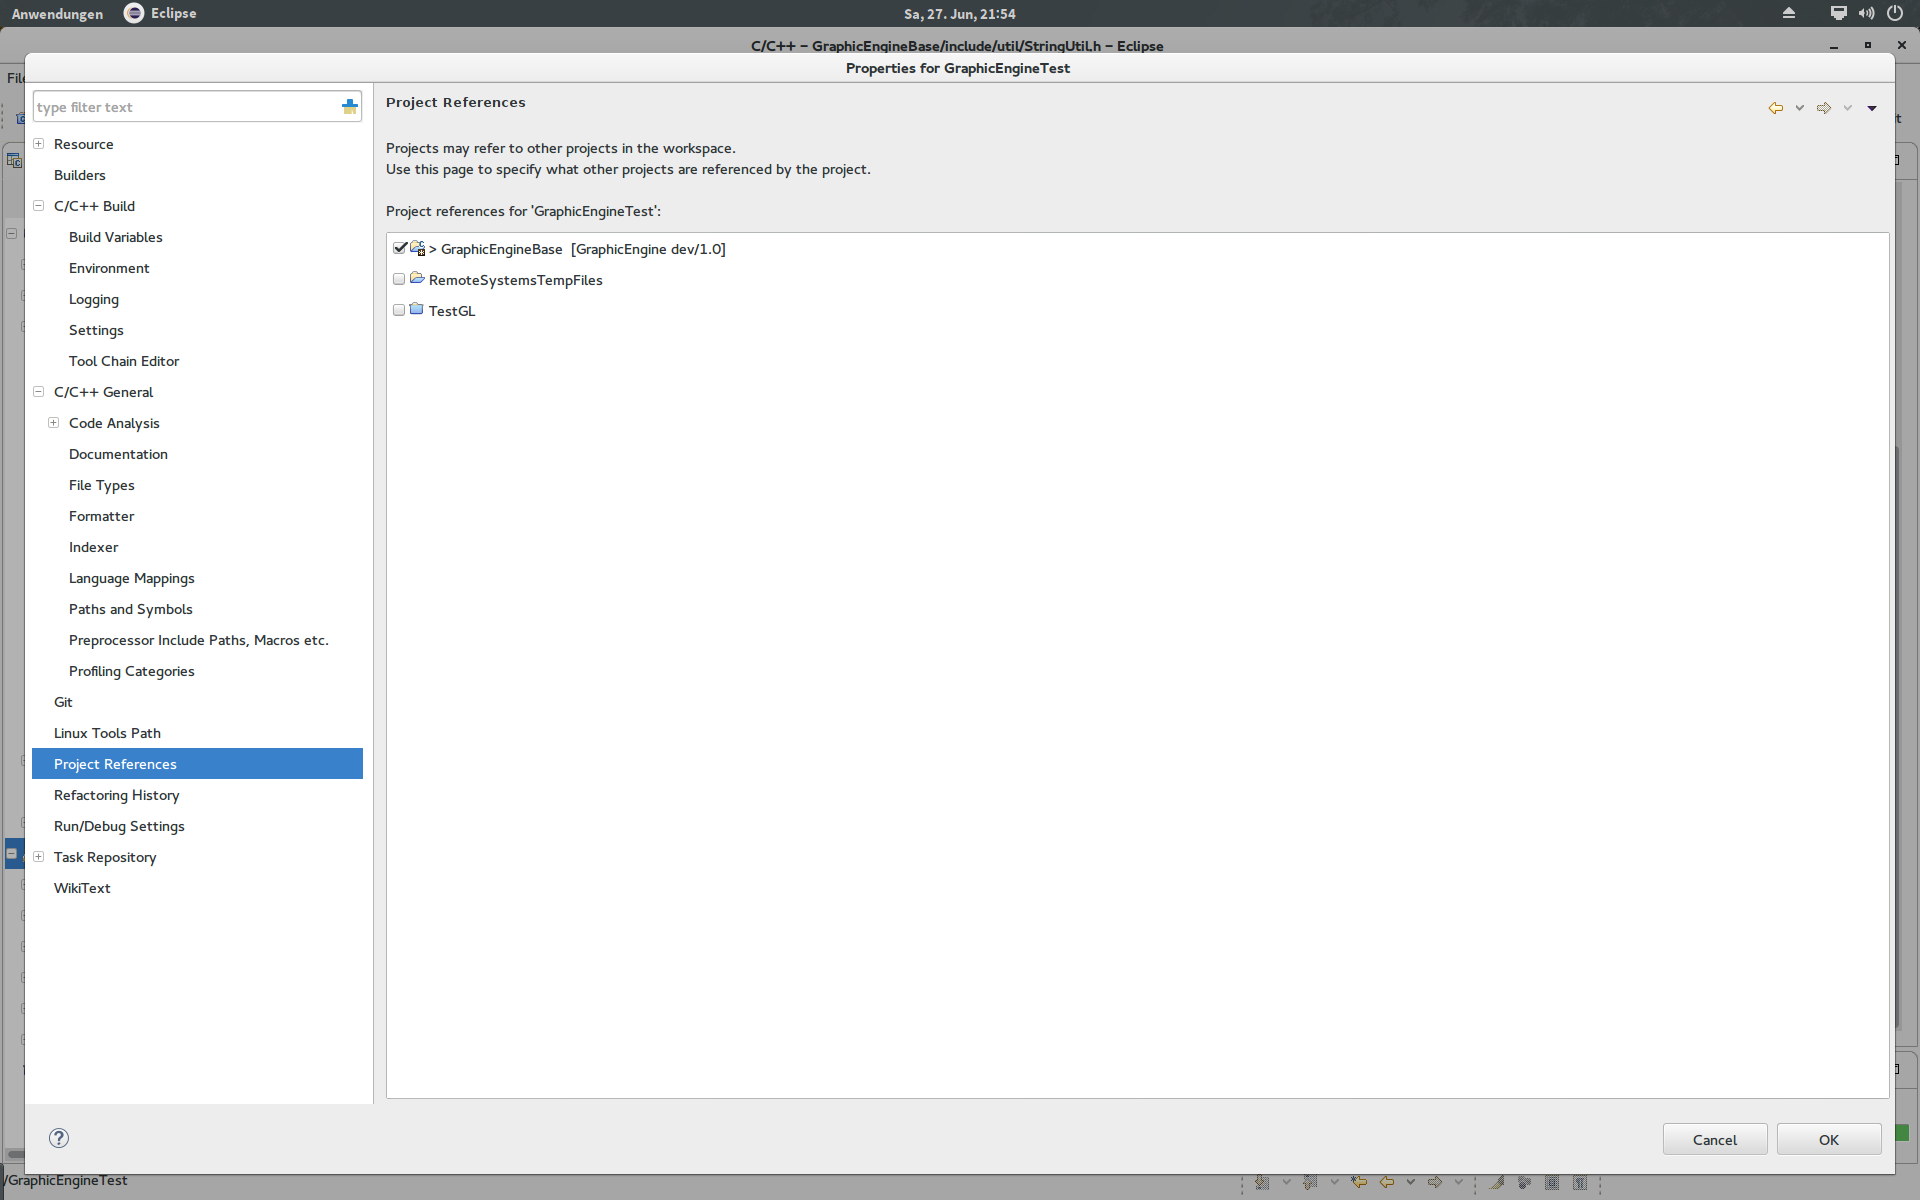 Anwendungen Eclipse Sa, 27. Jun, 21:54
C/C++ – GraphicEngineBase/include/util/StringUtil.h – Eclipse
Properties for GraphicEngineTest
type filter text
Resource
Builders
C/C++ Build
Build Variables
Environment
Logging
Settings
Tool Chain Editor
C/C++ General
Code Analysis
Documentation
File Types
Formatter
Indexer
Language Mappings
Paths and Symbols
Preprocessor Include Paths, Macros etc.
Profiling Categories
Git
Linux Tools Path
Project References
Refactoring History
Run/Debug Settings
Task Repository
WikiText
Project References
Projects may refer to other projects in the workspace.
Use this page to specify what other projects are referenced by the project.
Project references for 'GraphicEngineTest':
> GraphicEngineBase [GraphicEngine dev/1.0]
RemoteSystemsTempFiles
TestGL
Cancel OK
/GraphicEngineTest